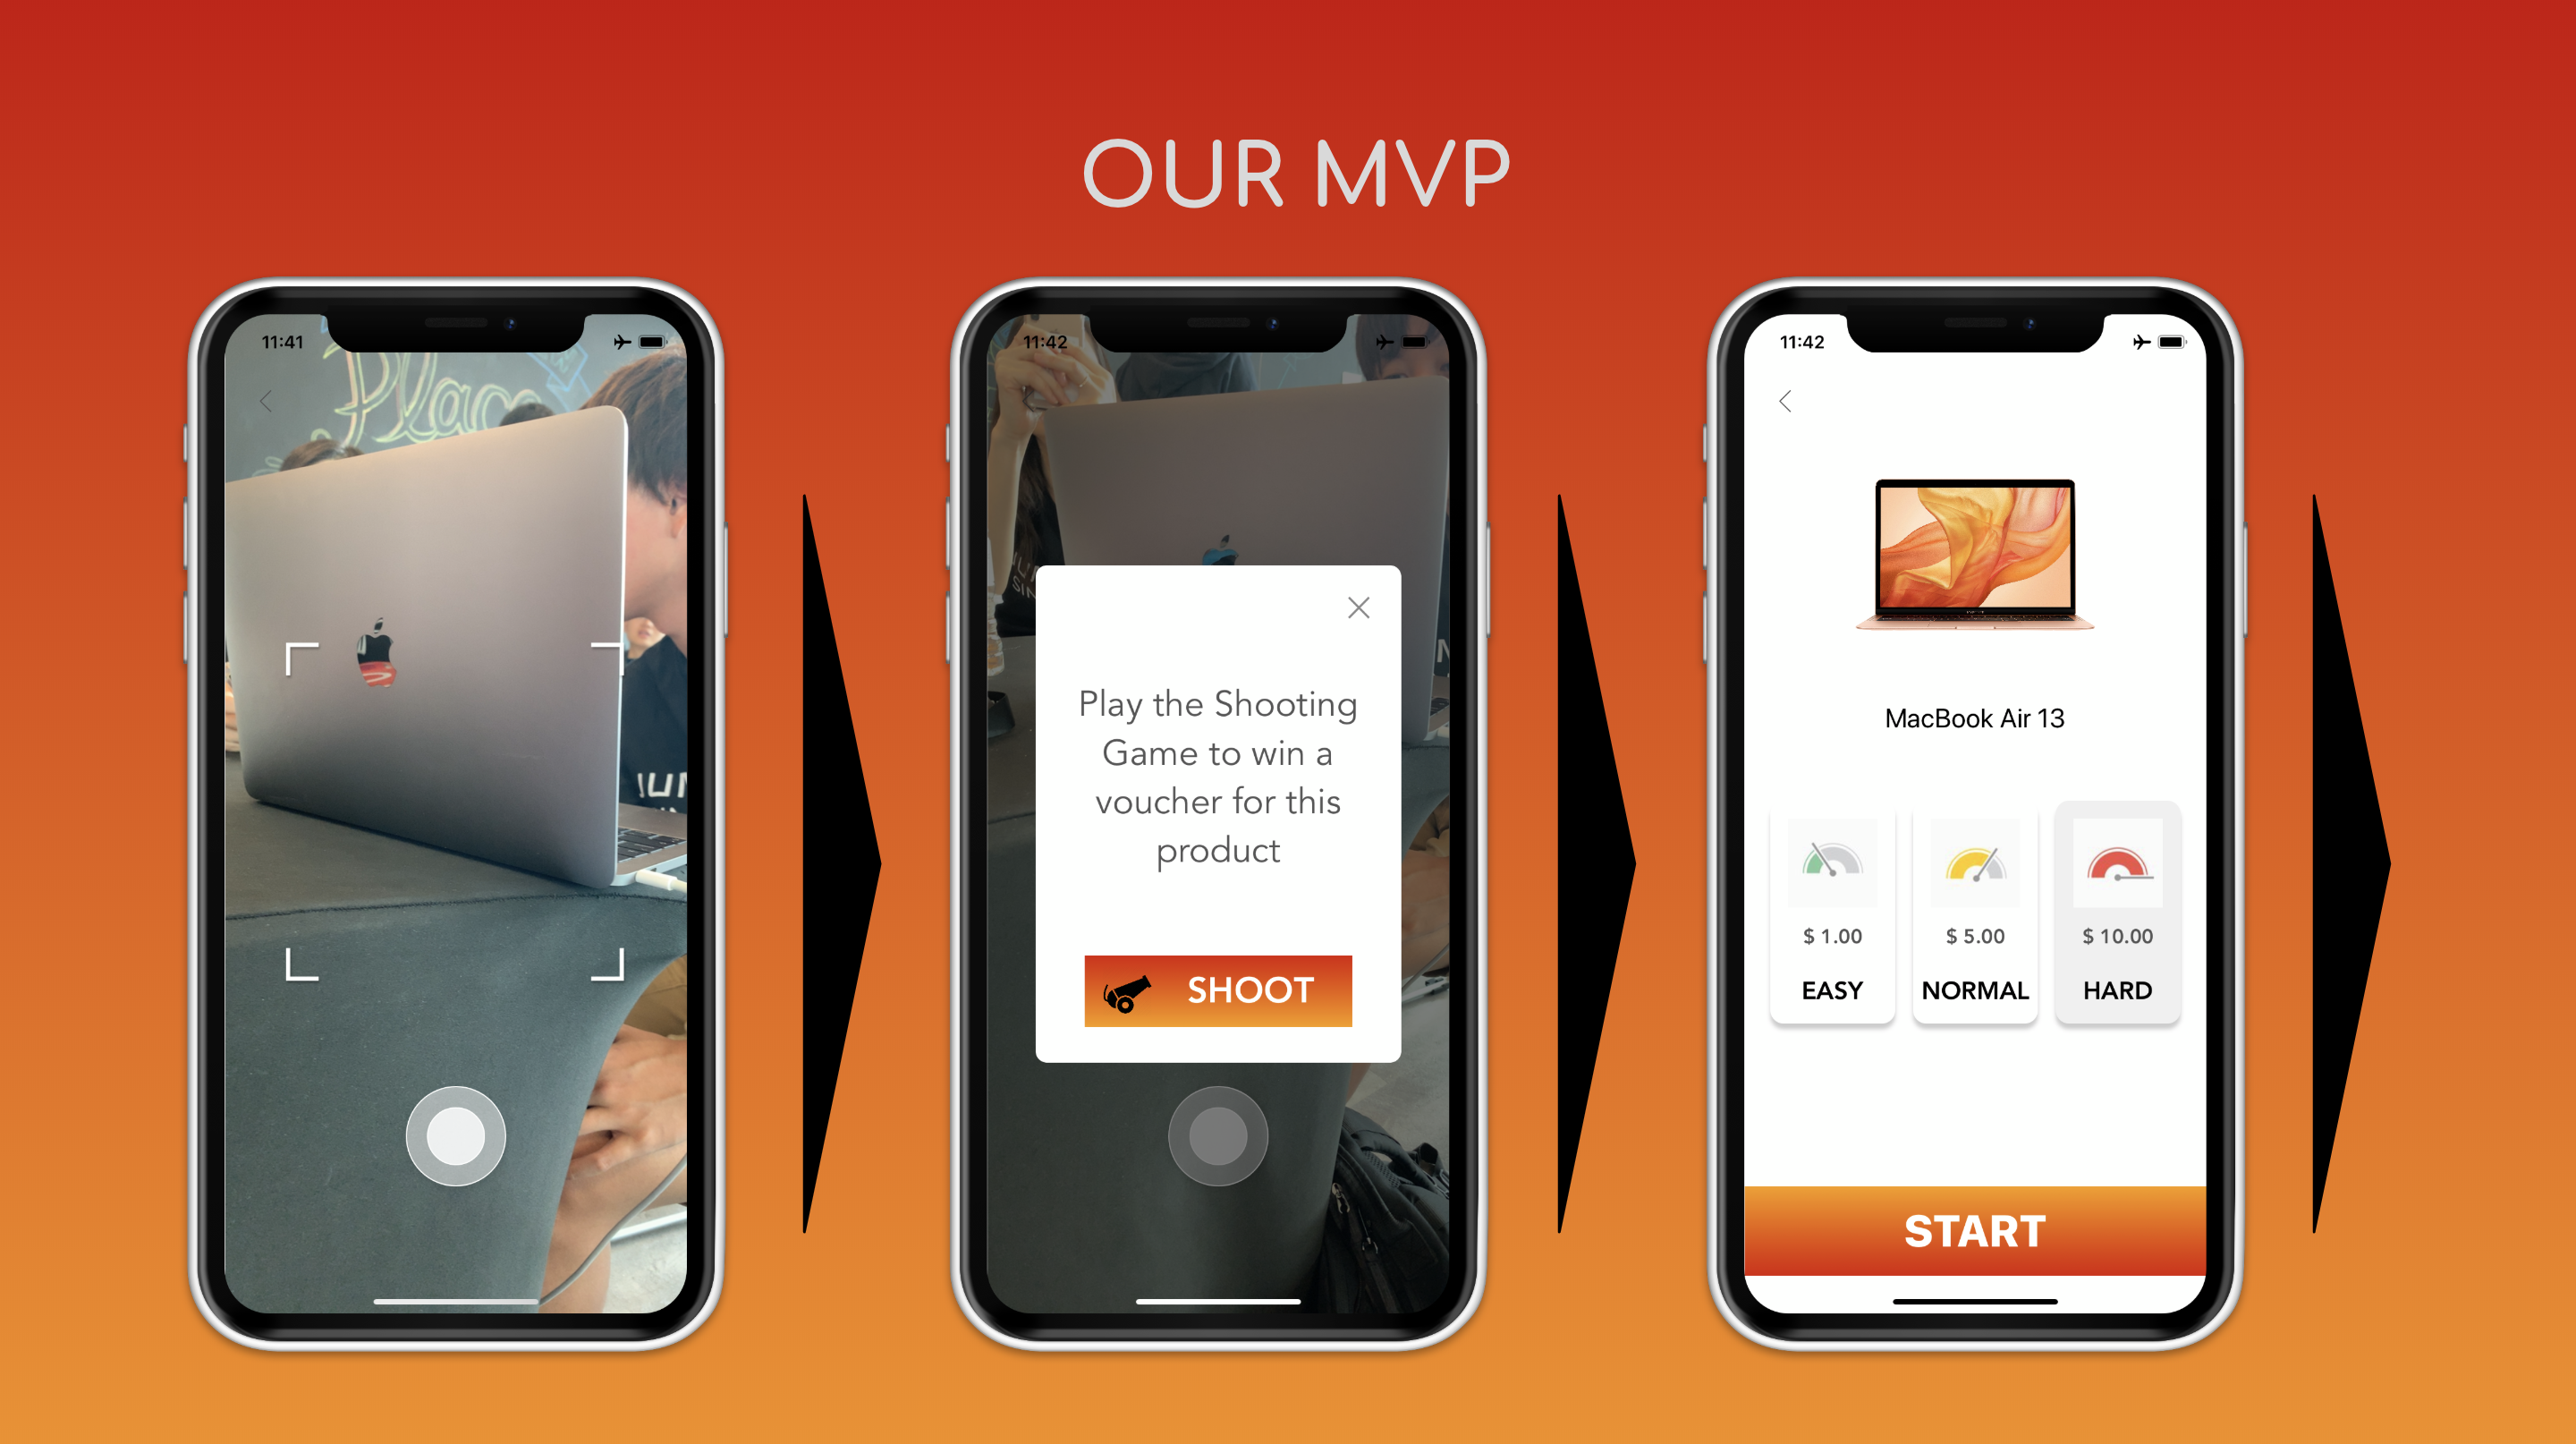 OUR MVP
11:41
Place
11:42
Play the Shooting
Game to win a
voucher for this
product
SHOOT
11:42
MacBook Air 13
$ 1.00
$ 5.00
$ 10.00
EASY
NORMAL
HARD
START